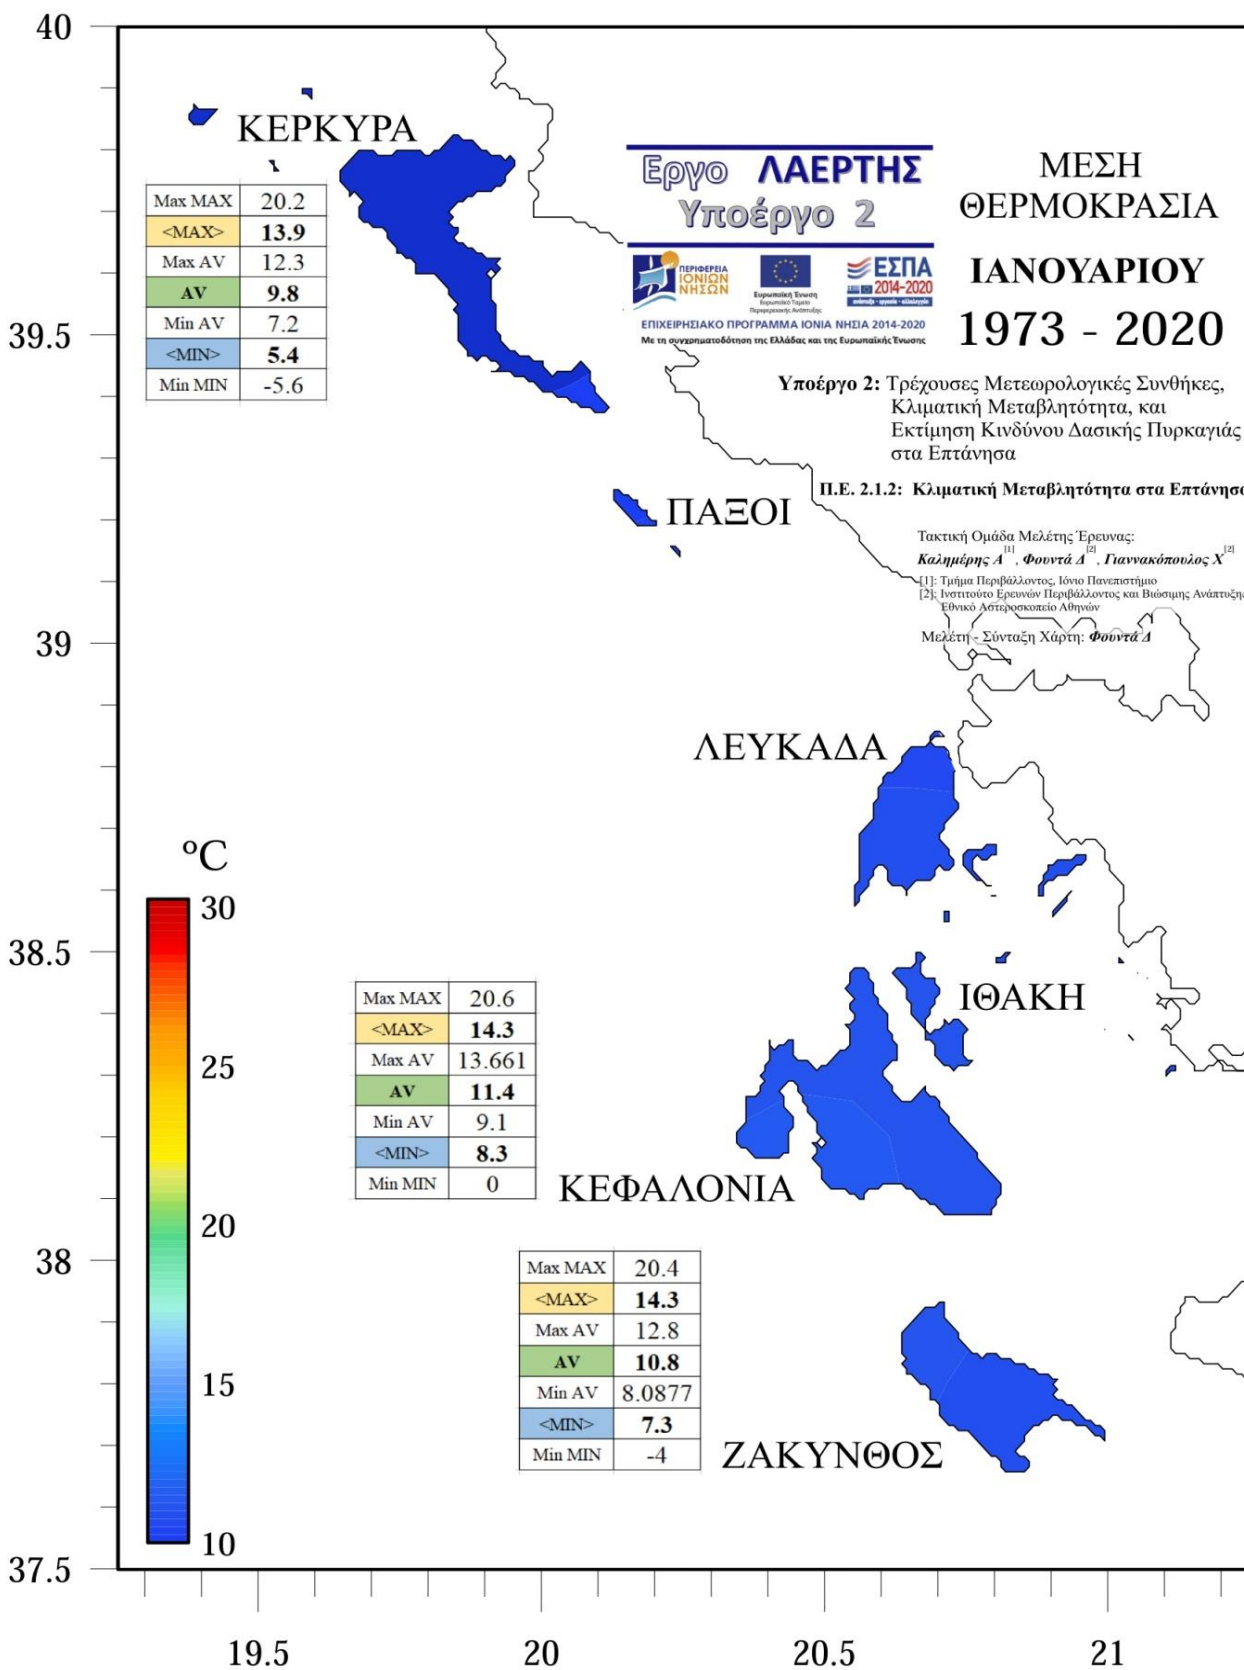 40
39.5
39
38.5
38
37.5
19.5
20
20.5
21
ΚΕΡΚΥΡΑ
Max MAX 20.2
<MAX> 13.9
Max AV 12.3
AV 9.8
Min AV 7.2
<MIN> 5.4
Min MIN -5.6
Εργο ΛΑΕΡΤΗΣ
Υποέργο 2
ΠΕΡΙΦΕΡΕΙΑ
ΙΟΝΙΩΝ
ΝΗΣΩΝ
Ευρωπαϊκή Ένωση
Ευρωπαϊκό Ταμείο
Περιφερειακής Ανάπτυξης
ΕΣΠΑ
2014-2020
ανάπτυξη - εργασία - αλληλεγγύη
ΕΠΙΧΕΙΡΗΣΙΑΚΟ ΠΡΟΓΡΑΜΜΑ ΙΟΝΙΑ ΝΗΣΙΑ 2014-2020
Με τη συγχρηματοδότηση της Ελλάδας και της Ευρωπαϊκής Ένωσης
ΜΕΣΗ
ΘΕΡΜΟΚΡΑΣΙΑ
ΙΑΝΟΥΑΡΙΟΥ
1973 - 2020
Υποέργο 2: Τρέχουσες Μετεωρολογικές Συνθήκες,
Κλιματική Μεταβλητότητα, και
Εκτίμηση Κινδύνου Δασικής Πυρκαγιάς
στα Επτάνησα
Π.Ε. 2.1.2: Κλιματική Μεταβλητότητα στα Επτάνησα
Τακτική Ομάδα Μελέτης Έρευνας:
Καλημέρης Α[1], Φουντά Δ[2], Γιαννακόπουλος Χ[2]
[1]: Τμήμα Περιβάλλοντος, Ιόνιο Πανεπιστήμιο
[2]: Ινστιτούτο Ερευνών Περιβάλλοντος και Βιώσιμης Ανάπτυξης
Εθνικό Αστεροσκοπείο Αθηνών
Μελέτη - Σύνταξη Χάρτη: Φουντά Δ
ΠΑΞΟΙ
ΛΕΥΚΑΔΑ
ΙΘΑΚΗ
ºC
30
25
20
15
10
Max MAX 20.6
<MAX> 14.3
Max AV 13.661
AV 11.4
Min AV 9.1
<MIN> 8.3
Min MIN 0
ΚΕΦΑΛΟΝΙΑ
Max MAX 20.4
<MAX> 14.3
Max AV 12.8
AV 10.8
Min AV 8.0877
<MIN> 7.3
Min MIN -4
ΖΑΚΥΝΘΟΣ